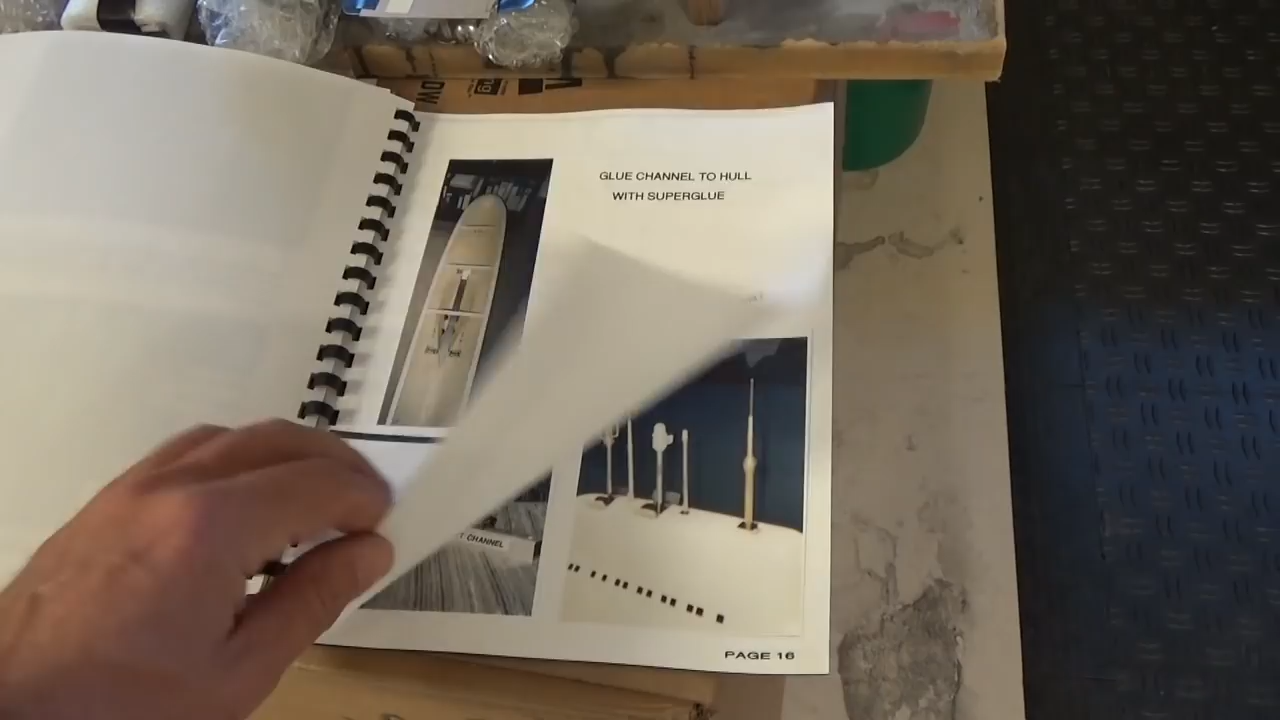 GLUE CHANNEL TO HULL
WITH SUPERGLUE
CHANNEL
PAGE 16